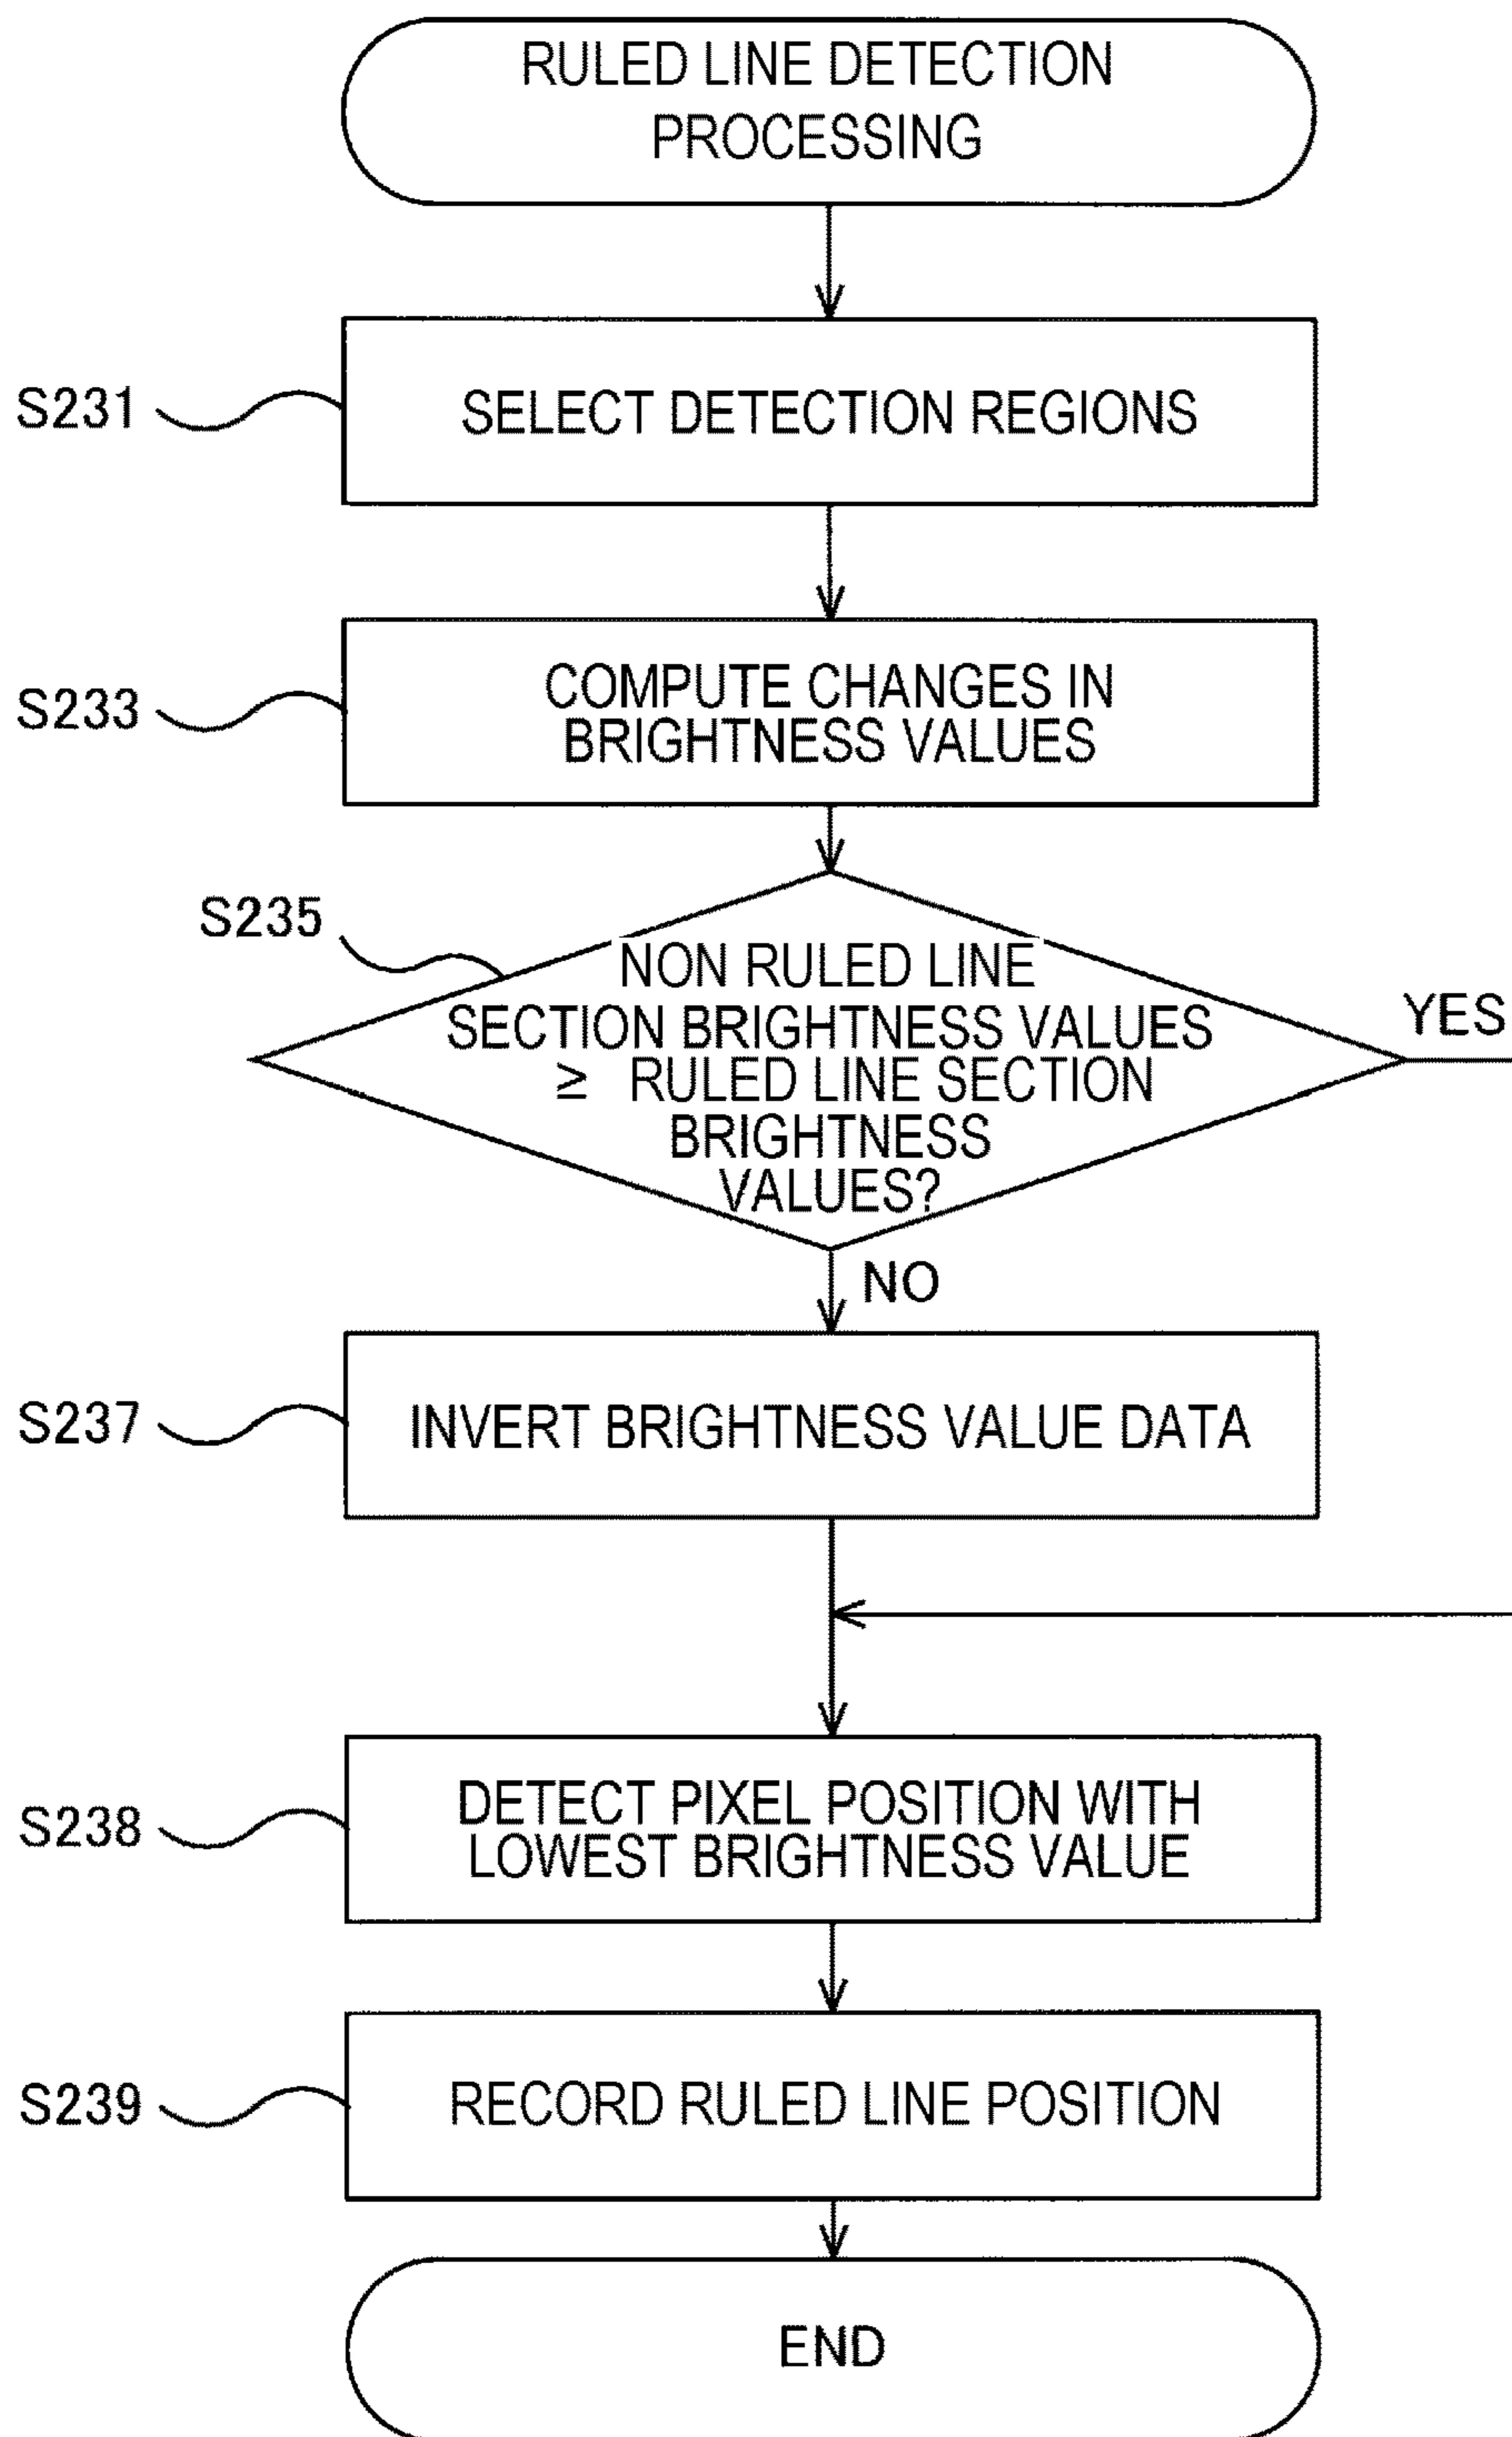 RULED LINE DETECTION
PROCESSING
S231
SELECT DETECTION REGIONS
S233
COMPUTE CHANGES IN
BRIGHTNESS VALUES
S235
NON RULED LINE
SECTION BRIGHTNESS VALUES
≥ RULED LINE SECTION
BRIGHTNESS
VALUES?
YES
NO
S237
INVERT BRIGHTNESS VALUE DATA
S238
DETECT PIXEL POSITION WITH
LOWEST BRIGHTNESS VALUE
S239
RECORD RULED LINE POSITION
END